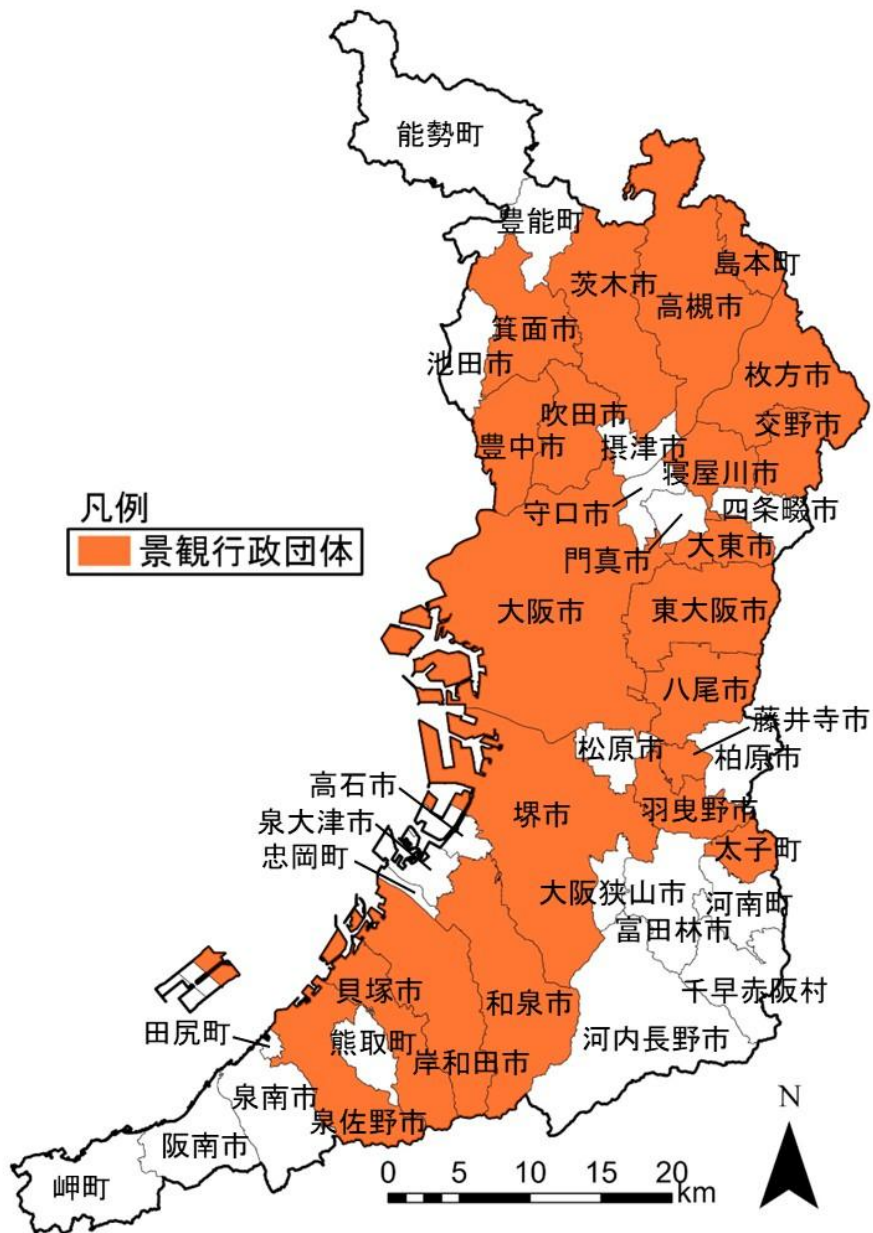 能勢町
豊能町
島本町
茨木市
高槻市
箕面市
池田市
枚方市
吹田市
交野市
豊中市
摂津市
寝屋川市
凡例
守口市
四条畷市
景観行政団体
門真市
大東市
大阪市
東大阪市
八尾市
藤井寺市
松原市
柏原市
高石市
堺市
羽曳野市
泉大津市
太子町
忠岡町
大阪狭山市
河南町
富田林市
貝塚市
和泉市
千早赤阪村
田尻町
熊取町
河内長野市
岸和田市
泉南市
泉佐野市
阪南市
岬町
N
0 5 10 15 20
km